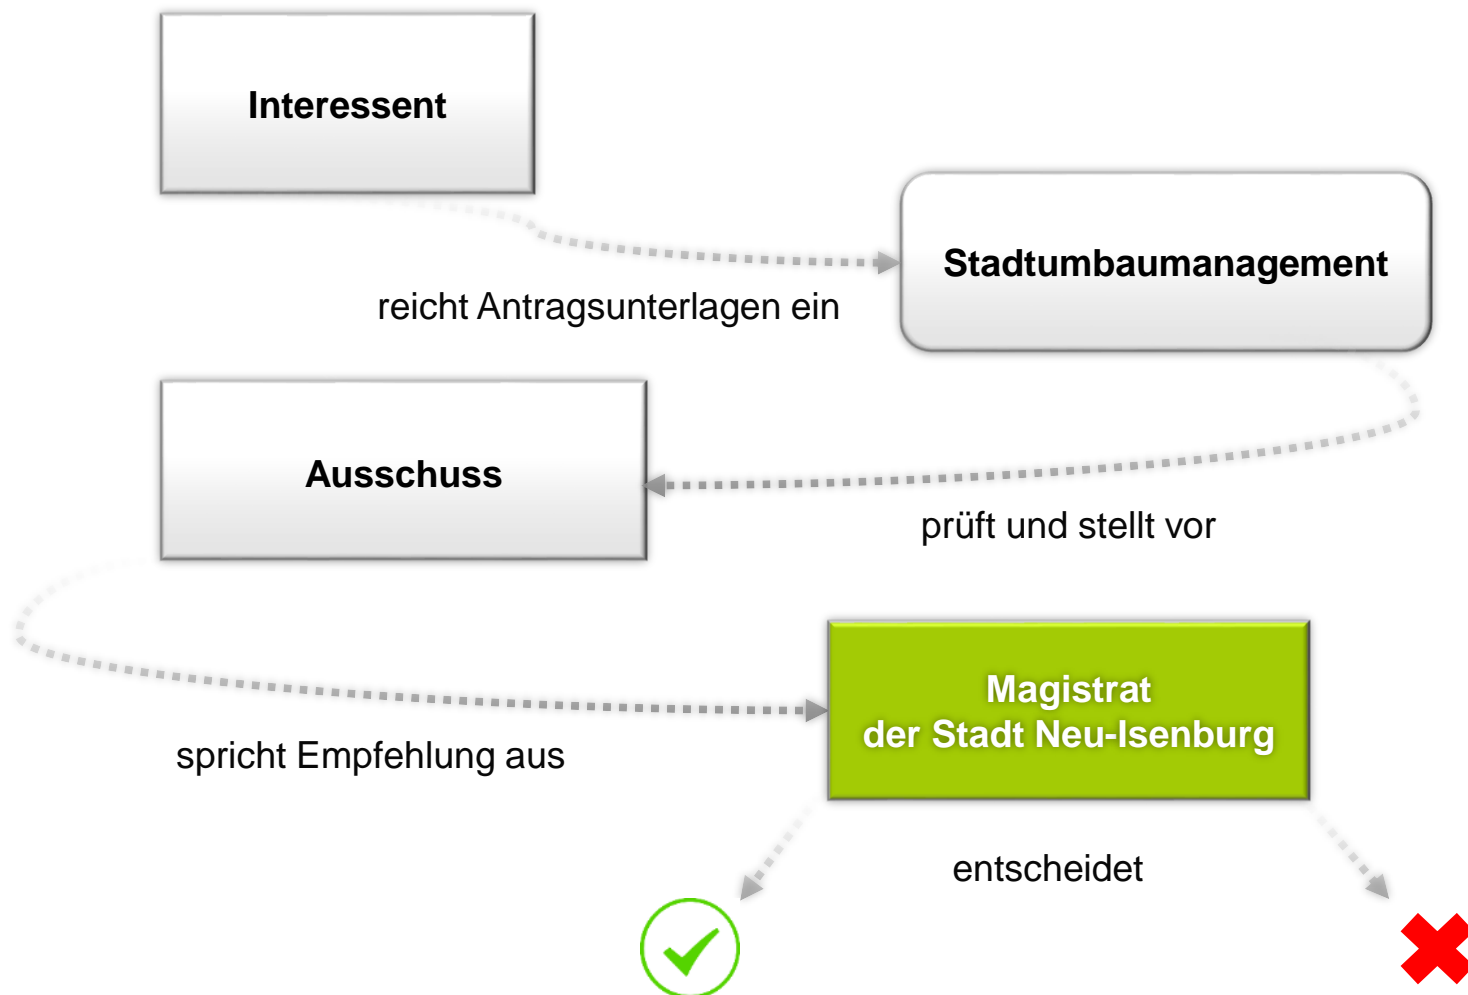 Interessent
Stadtumbaumanagement
reicht Antragsunterlagen ein
Ausschuss
prüft und stellt vor
Magistrat
der Stadt Neu-Isenburg
spricht Empfehlung aus
entscheidet